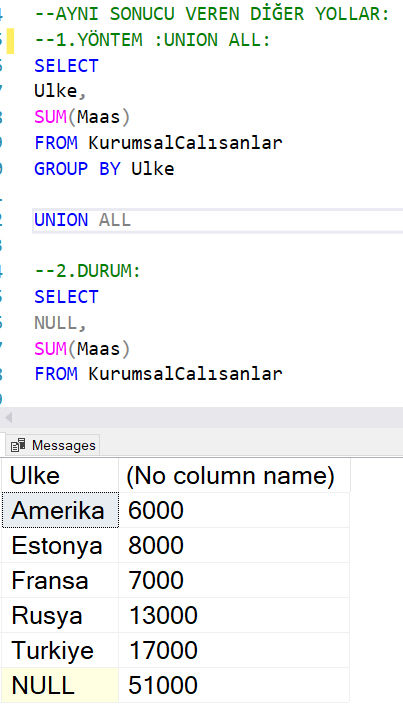 --AYNI SONUCU VEREN DİĞER YOLLAR:
--1.YÖNTEM :UNION ALL:
SELECT
Ulke,
SUM(Maas)
FROM KurumsalCalısanlar
GROUP BY Ulke
UNION ALL
--2.DURUM:
SELECT
NULL,
SUM(Maas)
FROM KurumsalCalısanlar
Messages
Ulke (No column name)
Amerika 6000
Estonya 8000
Fransa 7000
Rusya 13000
Turkiye 17000
NULL 51000